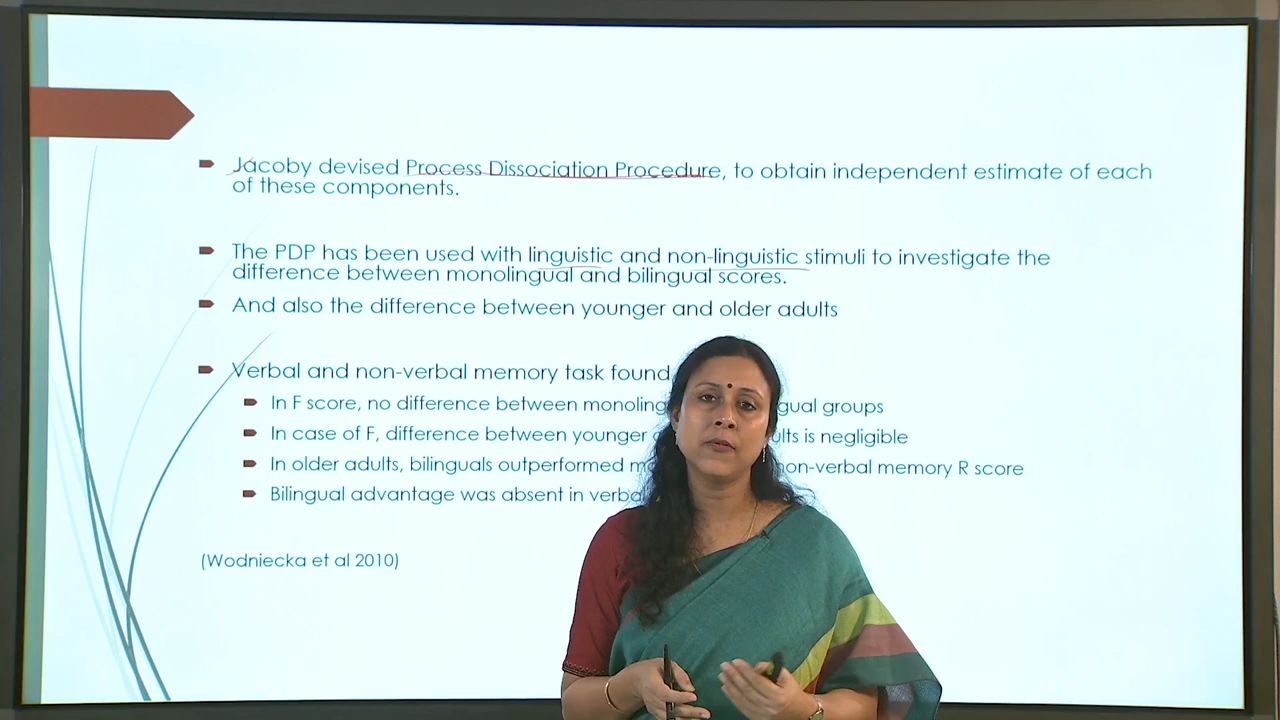 Jacoby devised Process Dissociation Procedure, to obtain independent estimate of each
of these components.
The PDP has been used with linguistic and non-linguistic stimuli to investigate the
difference between monolingual and bilingual scores.
And also the difference between younger and older adults
Verbal and non-verbal memory task found
In F score, no difference between groups
In case of F, difference between younger is negligible
In older adults, bilinguals outperformed non-verbal memory R score
Bilingual advantage was absent in
(Wodniecka et al 2010)